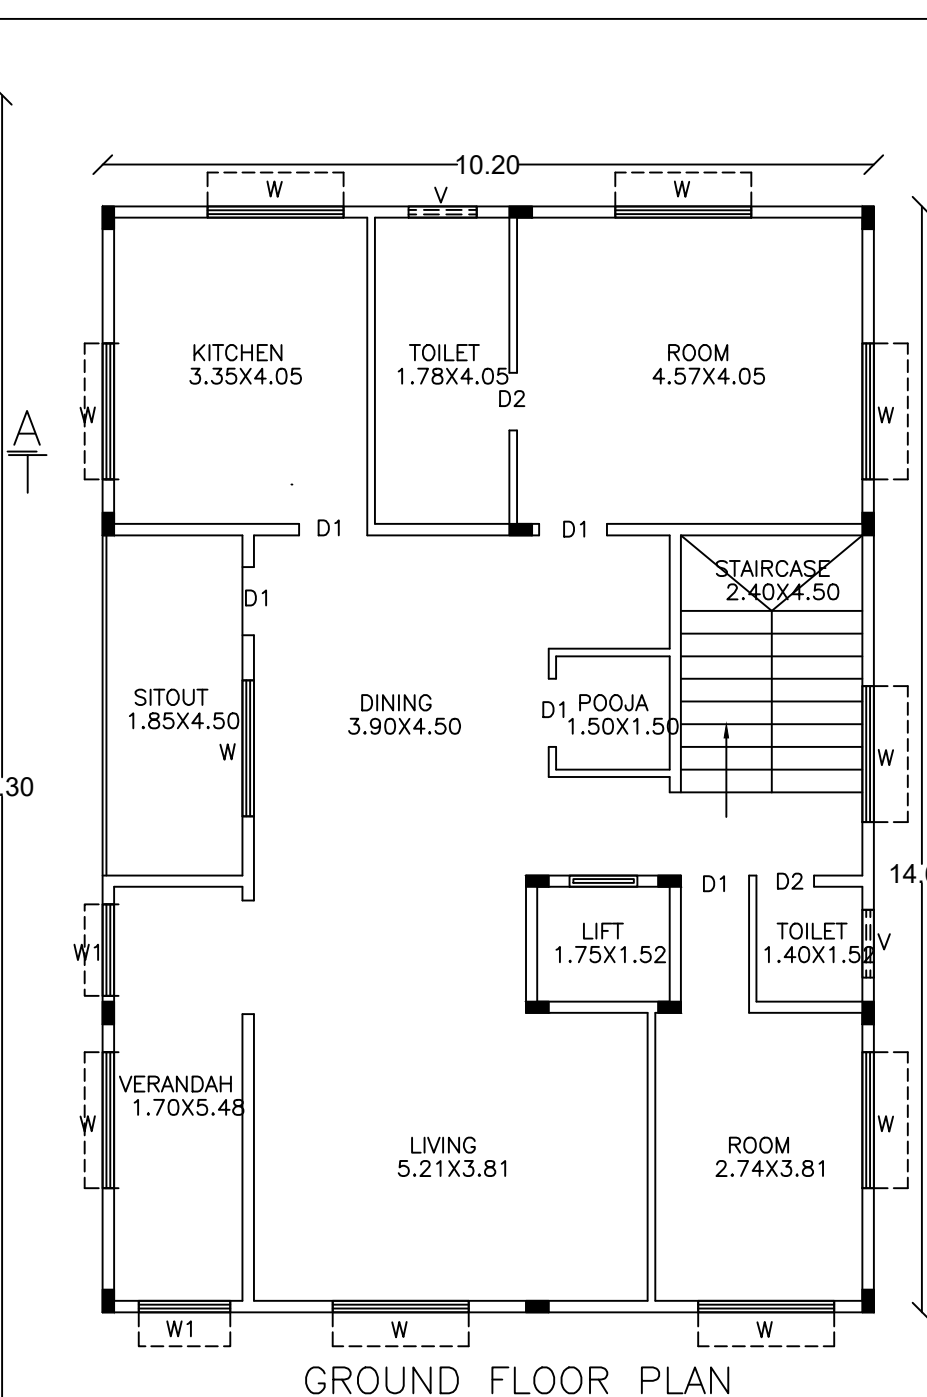 10.20
W
V
W
KITCHEN
3.35X4.05
TOILET
1.78X4.05
ROOM
4.57X4.05
D2
W
W
A
D1
D1
STAIRCASE
2.40X4.50
D1
SITOUT
1.85X4.50
DINING
3.90X4.50
D1
POOJA
1.50X1.50
W
W
.30
14.
D1
D2
W1
LIFT
1.75X1.52
TOILET
1.40X1.52
V
VERANDAH
1.70X5.48
W
W
LIVING
5.21X3.81
ROOM
2.74X3.81
W1
W
W
GROUND FLOOR PLAN